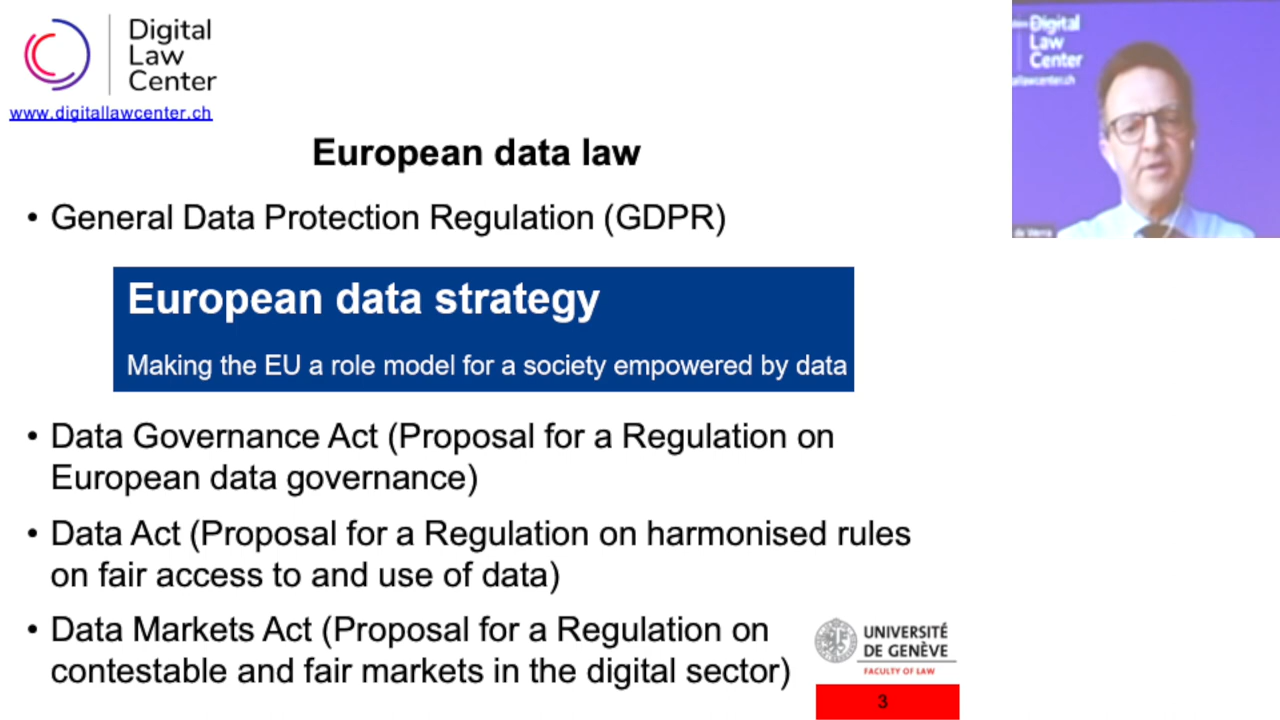 Digital
Law
Center
www.digitallawcenter.ch
European data law
• General Data Protection Regulation (GDPR)
European data strategy
Making the EU a role model for a society empowered by data
• Data Governance Act (Proposal for a Regulation on
European data governance)
• Data Act (Proposal for a Regulation on harmonised rules
on fair access to and use of data)
• Data Markets Act (Proposal for a Regulation on
contestable and fair markets in the digital sector)
UNIVERSITÉ
DE GENÈVE
FACULTY OF LAW
3
Digital
Law
Center
de Werra